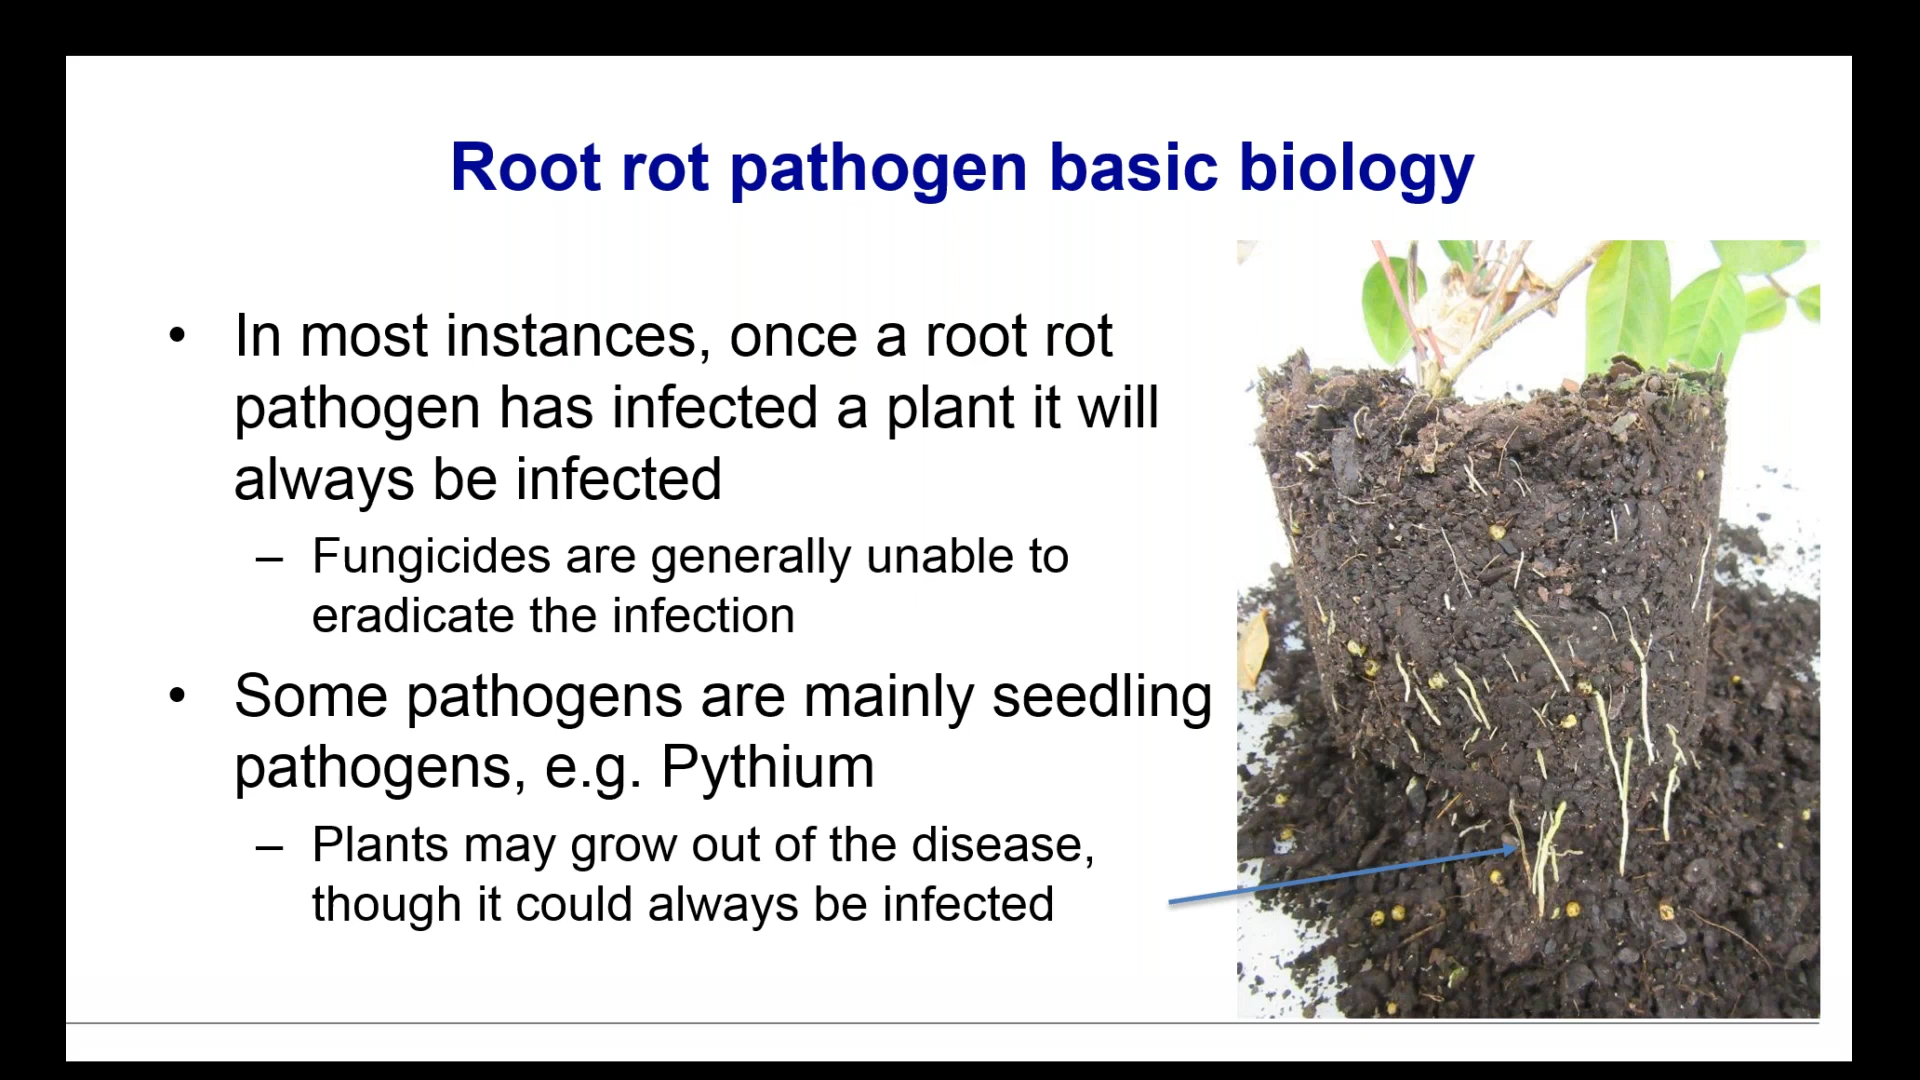 Root rot pathogen basic biology
• In most instances, once a root rot
pathogen has infected a plant it will
always be infected
– Fungicides are generally unable to
eradicate the infection
• Some pathogens are mainly seedling
pathogens, e.g. Pythium
– Plants may grow out of the disease,
though it could always be infected